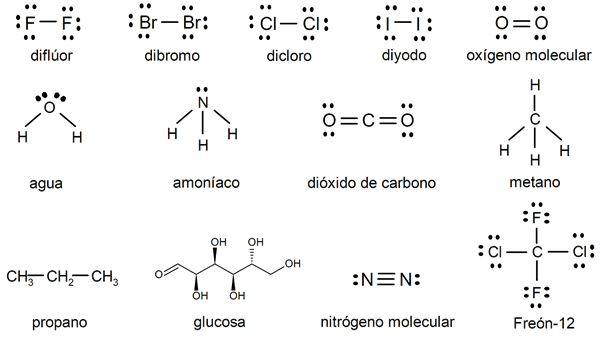 F—F Br—Br Cl—Cl I—I O=O
diflúor dibromo dicloro diyodo oxígeno molecular
H
O N O=C=O C
H H H H H H H H
agua amoníaco dióxido de carbono metano
F
OH OH
O OH Cl C Cl
CH₃—CH₂—CH₃ N≡N
OH OH F
propano glucosa nitrógeno molecular Freón-12